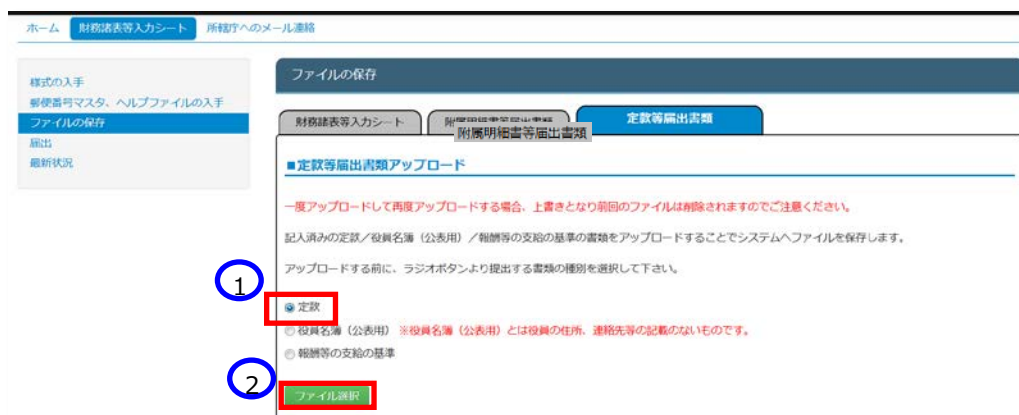 ホーム 財務諸表等入力シート 所轄庁へのメール連絡
様式の入手
郵便番号マスタ、ヘルプファイルの入手
ファイルの保存
届出
最新状況
ファイルの保存
財務諸表等入力シート 附属明細書等届出書類 定款等届出書類
附属明細書等届出書類
■定款等届出書類アップロード
一度アップロードして再度アップロードする場合、上書きとなり前回のファイルは削除されますのでご注意ください。
記入済みの定款/役員名簿（公表用）/報酬等の支給の基準の書類をアップロードすることでシステムへファイルを保存します。
アップロードする前に、ラジオボタンより提出する書類の種別を選択して下さい。
1
定款
役員名簿（公表用） ※役員名簿（公表用）とは役員の住所、連絡先等の記載のないものです。
報酬等の支給の基準
2
ファイル選択